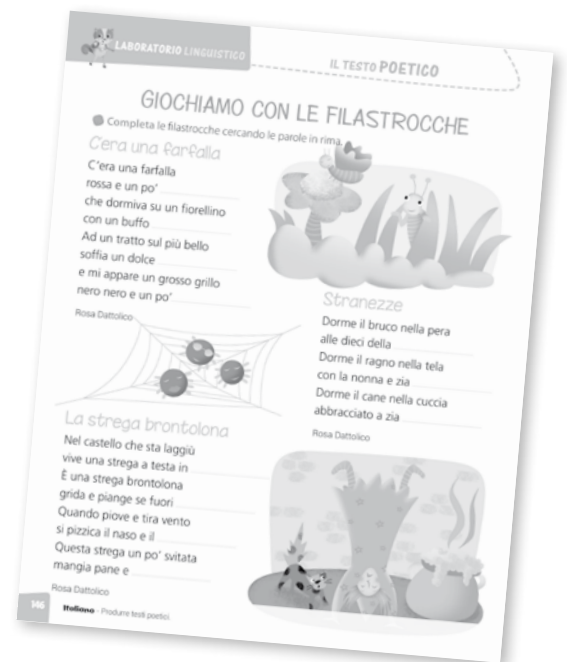 LABORATORIO LINGUISTICO
IL TESTO POETICO
GIOCHIAMO CON LE FILASTROCCHE
Completa le filastrocche cercando le parole in rima.
C'era una farfalla
C'era una farfalla
rossa e un po'
che dormiva su un fiorellino
con un buffo
Ad un tratto sul più bello
soffia un dolce
e mi appare un grosso grillo
nero nero e un po'
Rosa Dattolico
Stranezze
Dorme il bruco nella pera
alle dieci della
Dorme il ragno nella tela
con la nonna e zia
Dorme il cane nella cuccia
abbracciato a zia
Rosa Dattolico
La strega brontolona
Nel castello che sta laggiù
vive una strega a testa in
È una strega brontolona
grida e piange se fuori
Quando piove e tira vento
si pizzica il naso e il
Questa strega un po' svitata
mangia pane e
Rosa Dattolico
146
Italiano - Produrre testi poetici